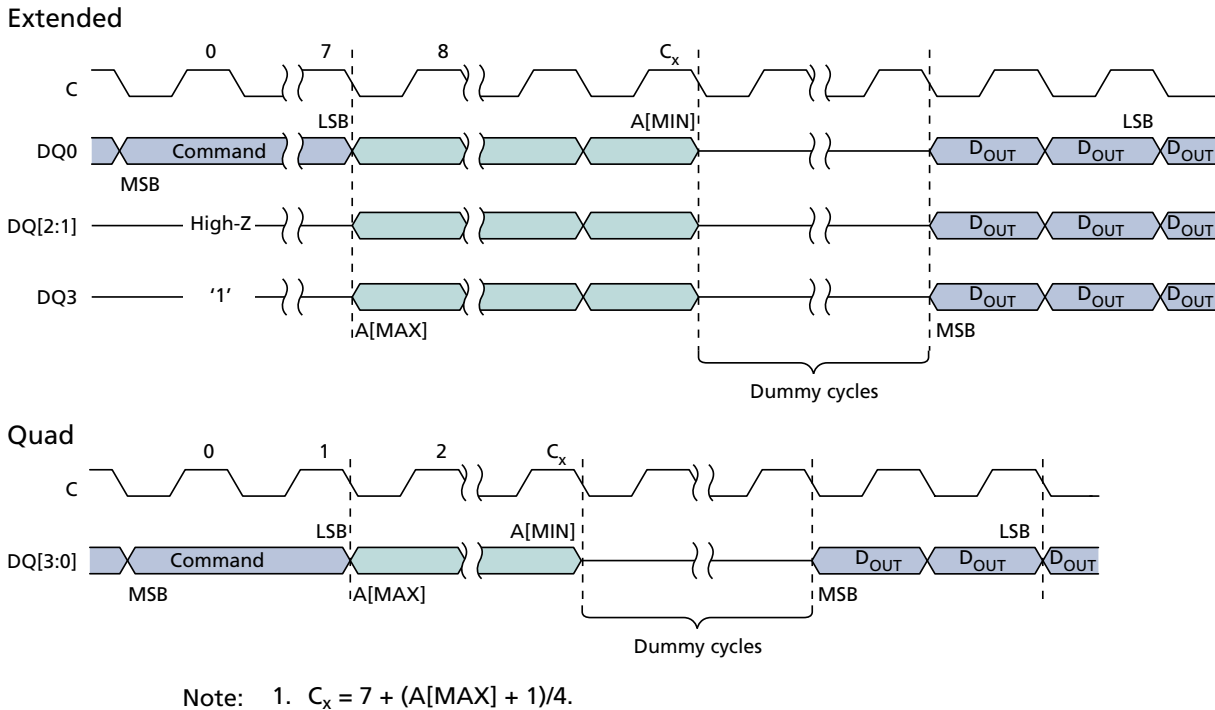 Extended
0 7 8 Cx
C
LSB A[MIN] LSB
DQ0 Command DOUT DOUT DOUT
MSB
DQ[2:1] High-Z DOUT DOUT DOUT
DQ3 ‘1’ DOUT DOUT DOUT
A[MAX] MSB
Dummy cycles
Quad
0 1 2 Cx
C
LSB A[MIN] LSB
DQ[3:0] Command DOUT DOUT DOUT
MSB A[MAX] MSB
Dummy cycles
Note: 1. Cx = 7 + (A[MAX] + 1)/4.